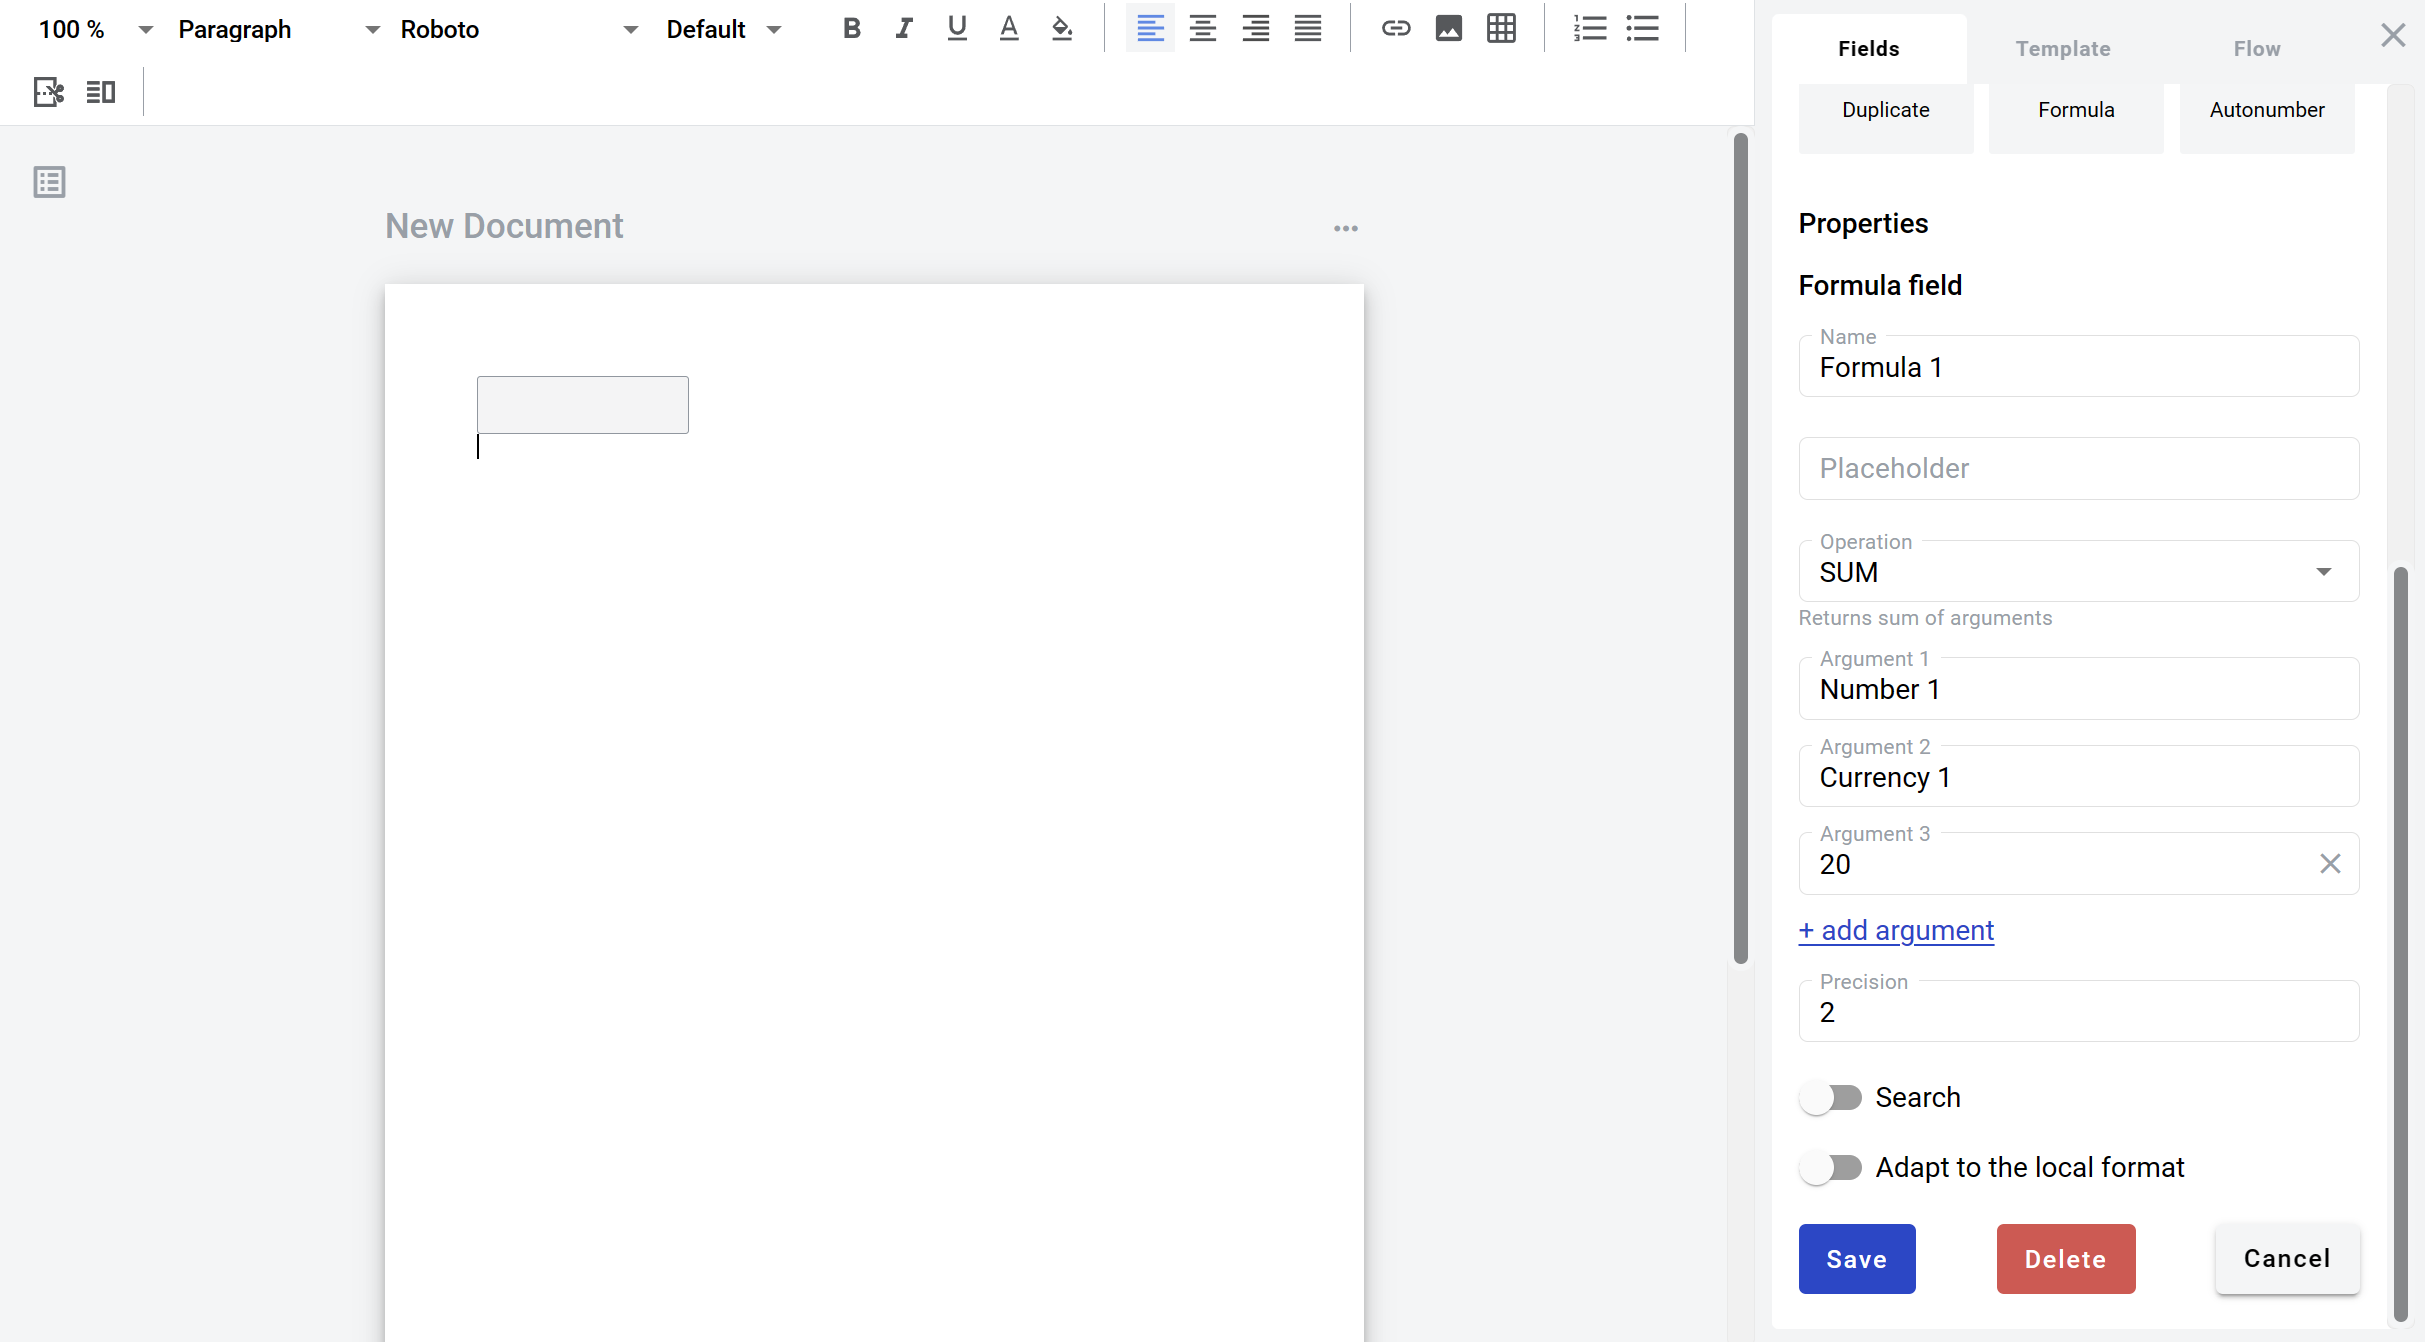 100 % Paragraph Roboto Default
Fields Template Flow
Duplicate Formula Autonumber
New Document
Properties
Formula field
Name
Formula 1
Placeholder
Operation
SUM
Returns sum of arguments
Argument 1
Number 1
Argument 2
Currency 1
Argument 3
20
+ add argument
Precision
2
Search
Adapt to the local format
Save Delete Cancel